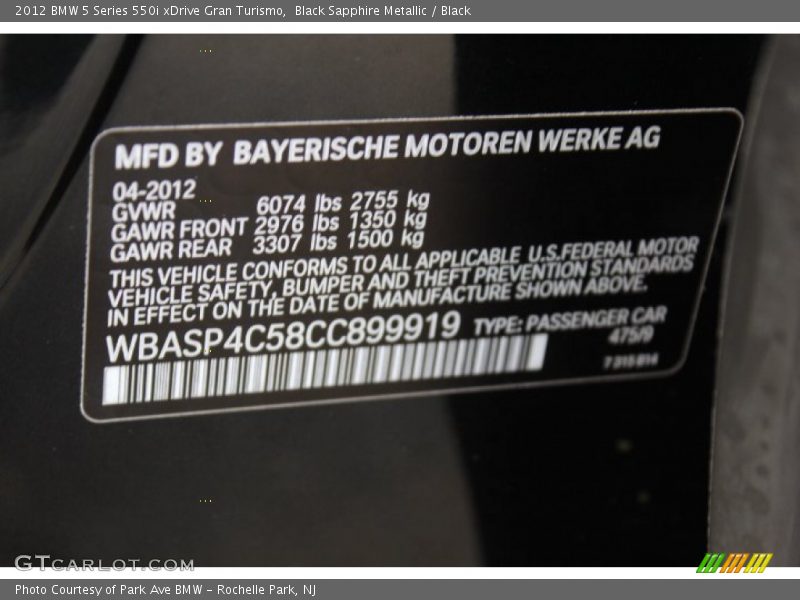 2012 BMW 5 Series 550i xDrive Gran Turismo,  Black Sapphire Metallic / Black
MFD BY BAYERISCHE MOTOREN WERKE AG
04-2012
GVWR 6074 lbs 2755 kg
GAWR FRONT 2976 lbs 1350 kg
GAWR REAR 3307 lbs 1500 kg
THIS VEHICLE CONFORMS TO ALL APPLICABLE U.S.FEDERAL MOTOR
VEHICLE SAFETY, BUMPER AND THEFT PREVENTION STANDARDS
IN EFFECT ON THE DATE OF MANUFACTURE SHOWN ABOVE.
WBASP4C58CC899919 TYPE: PASSENGER CAR
475/9
GTCARLOT.COM
Photo Courtesy of Park Ave BMW - Rochelle Park, NJ